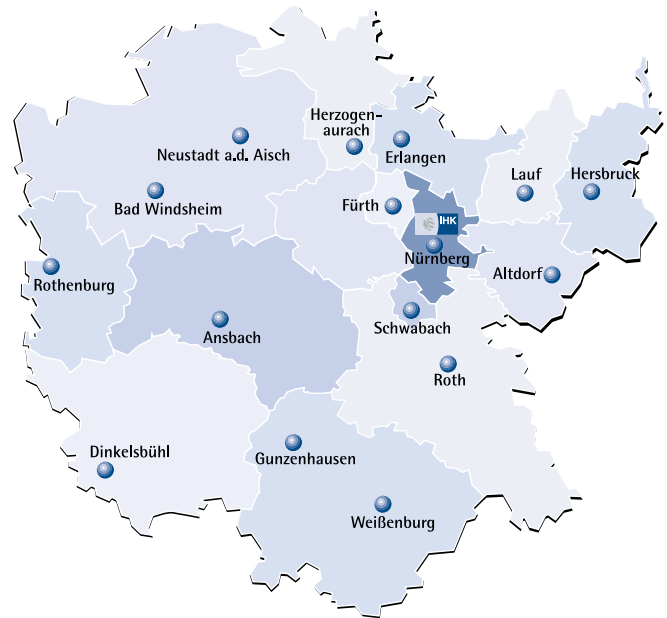 Herzogen-
aurach
Neustadt a.d. Aisch
Erlangen
Lauf
Hersbruck
Bad Windsheim
Fürth
IHK
Nürnberg
Rothenburg
Altdorf
Ansbach
Schwabach
Roth
Dinkelsbühl
Gunzenhausen
Weißenburg